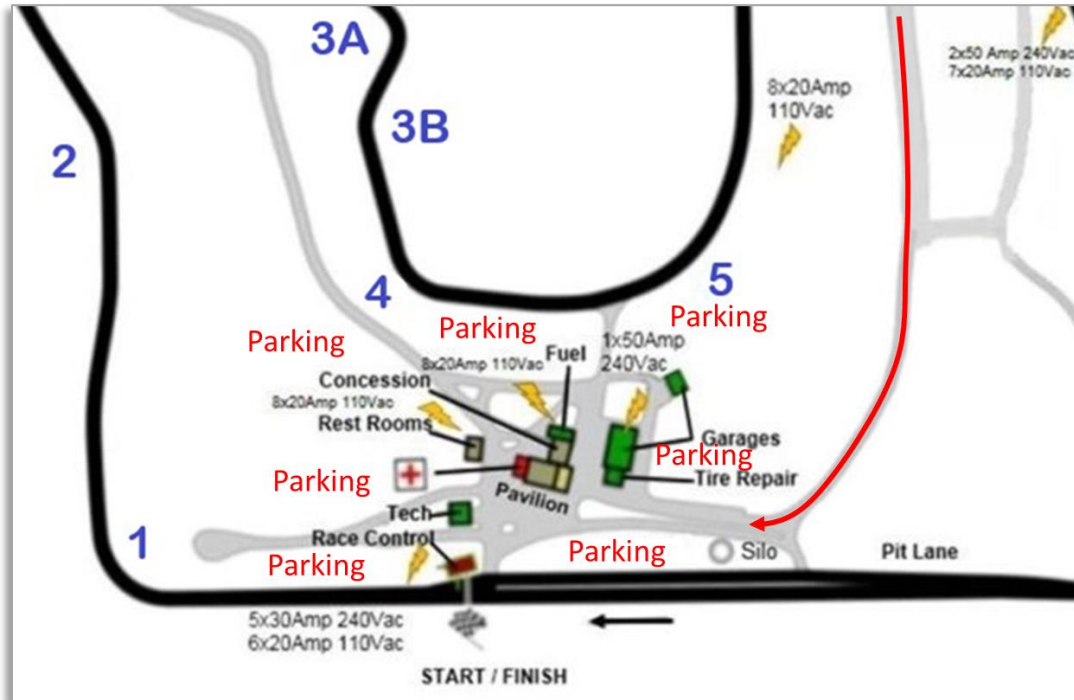 3A
2x50 Amp 240Vac
7x20Amp 110Vac
8x20Amp
110Vac
3B
2
5
4
Parking
Parking
Parking
1x50Amp
240Vac
Fuel
8x20Amp 110Vac
Concession
8x20Amp 110Vac
Rest Rooms
Garages
Parking
Tire Repair
Parking
Pavilion
Tech
Race Control
1
Parking
Parking
Silo
Pit Lane
5x30Amp 240Vac
6x20Amp 110Vac
START / FINISH